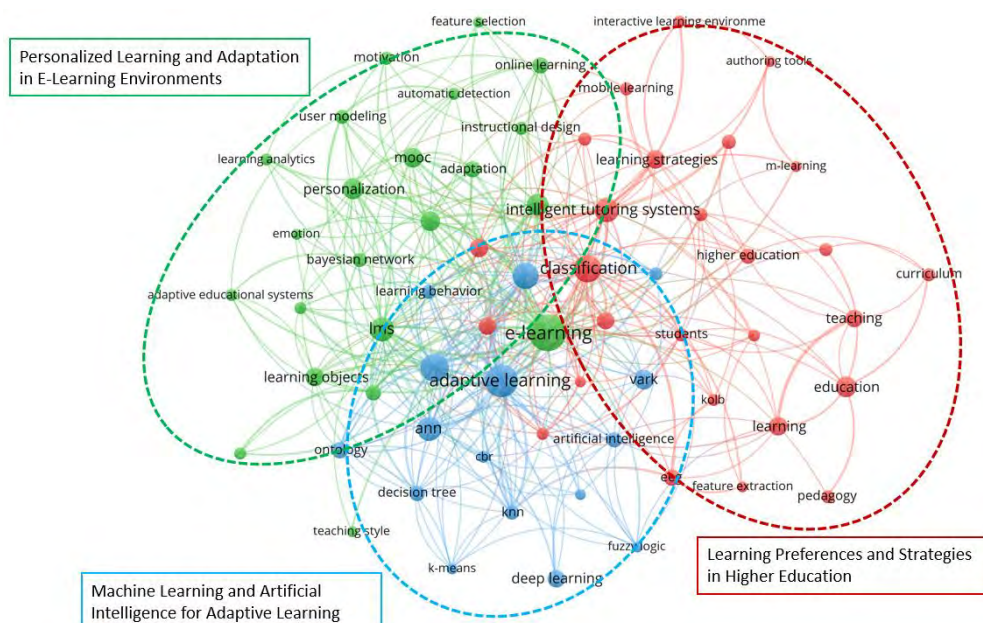 feature selection
interactive learning environme
Personalized Learning and Adaptation
in E-Learning Environments
motivation
online learning
authoring tools
mobile learning
automatic detection
user modeling
instructional design
learning analytics
mooc
adaptation
learning strategies
m-learning
personalization
intelligent tutoring systems
emotion
bayesian network
higher education
classification
curriculum
adaptive educational systems
learning behavior
lms
e-learning
students
teaching
learning objects
adaptive learning
vark
education
kolb
ann
learning
ontology
cbr
artificial intelligence
eeg
feature extraction
decision tree
pedagogy
knn
teaching style
fuzzy logic
k-means
deep learning
Learning Preferences and Strategies
in Higher Education
Machine Learning and Artificial
Intelligence for Adaptive Learning